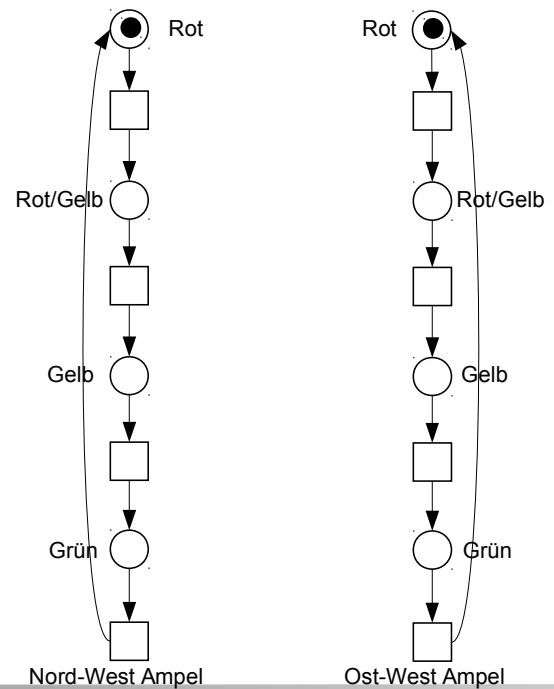 Rot
Rot
Rot/Gelb
Rot/Gelb
Gelb
Gelb
Grün
Grün
Nord-West Ampel
Ost-West Ampel